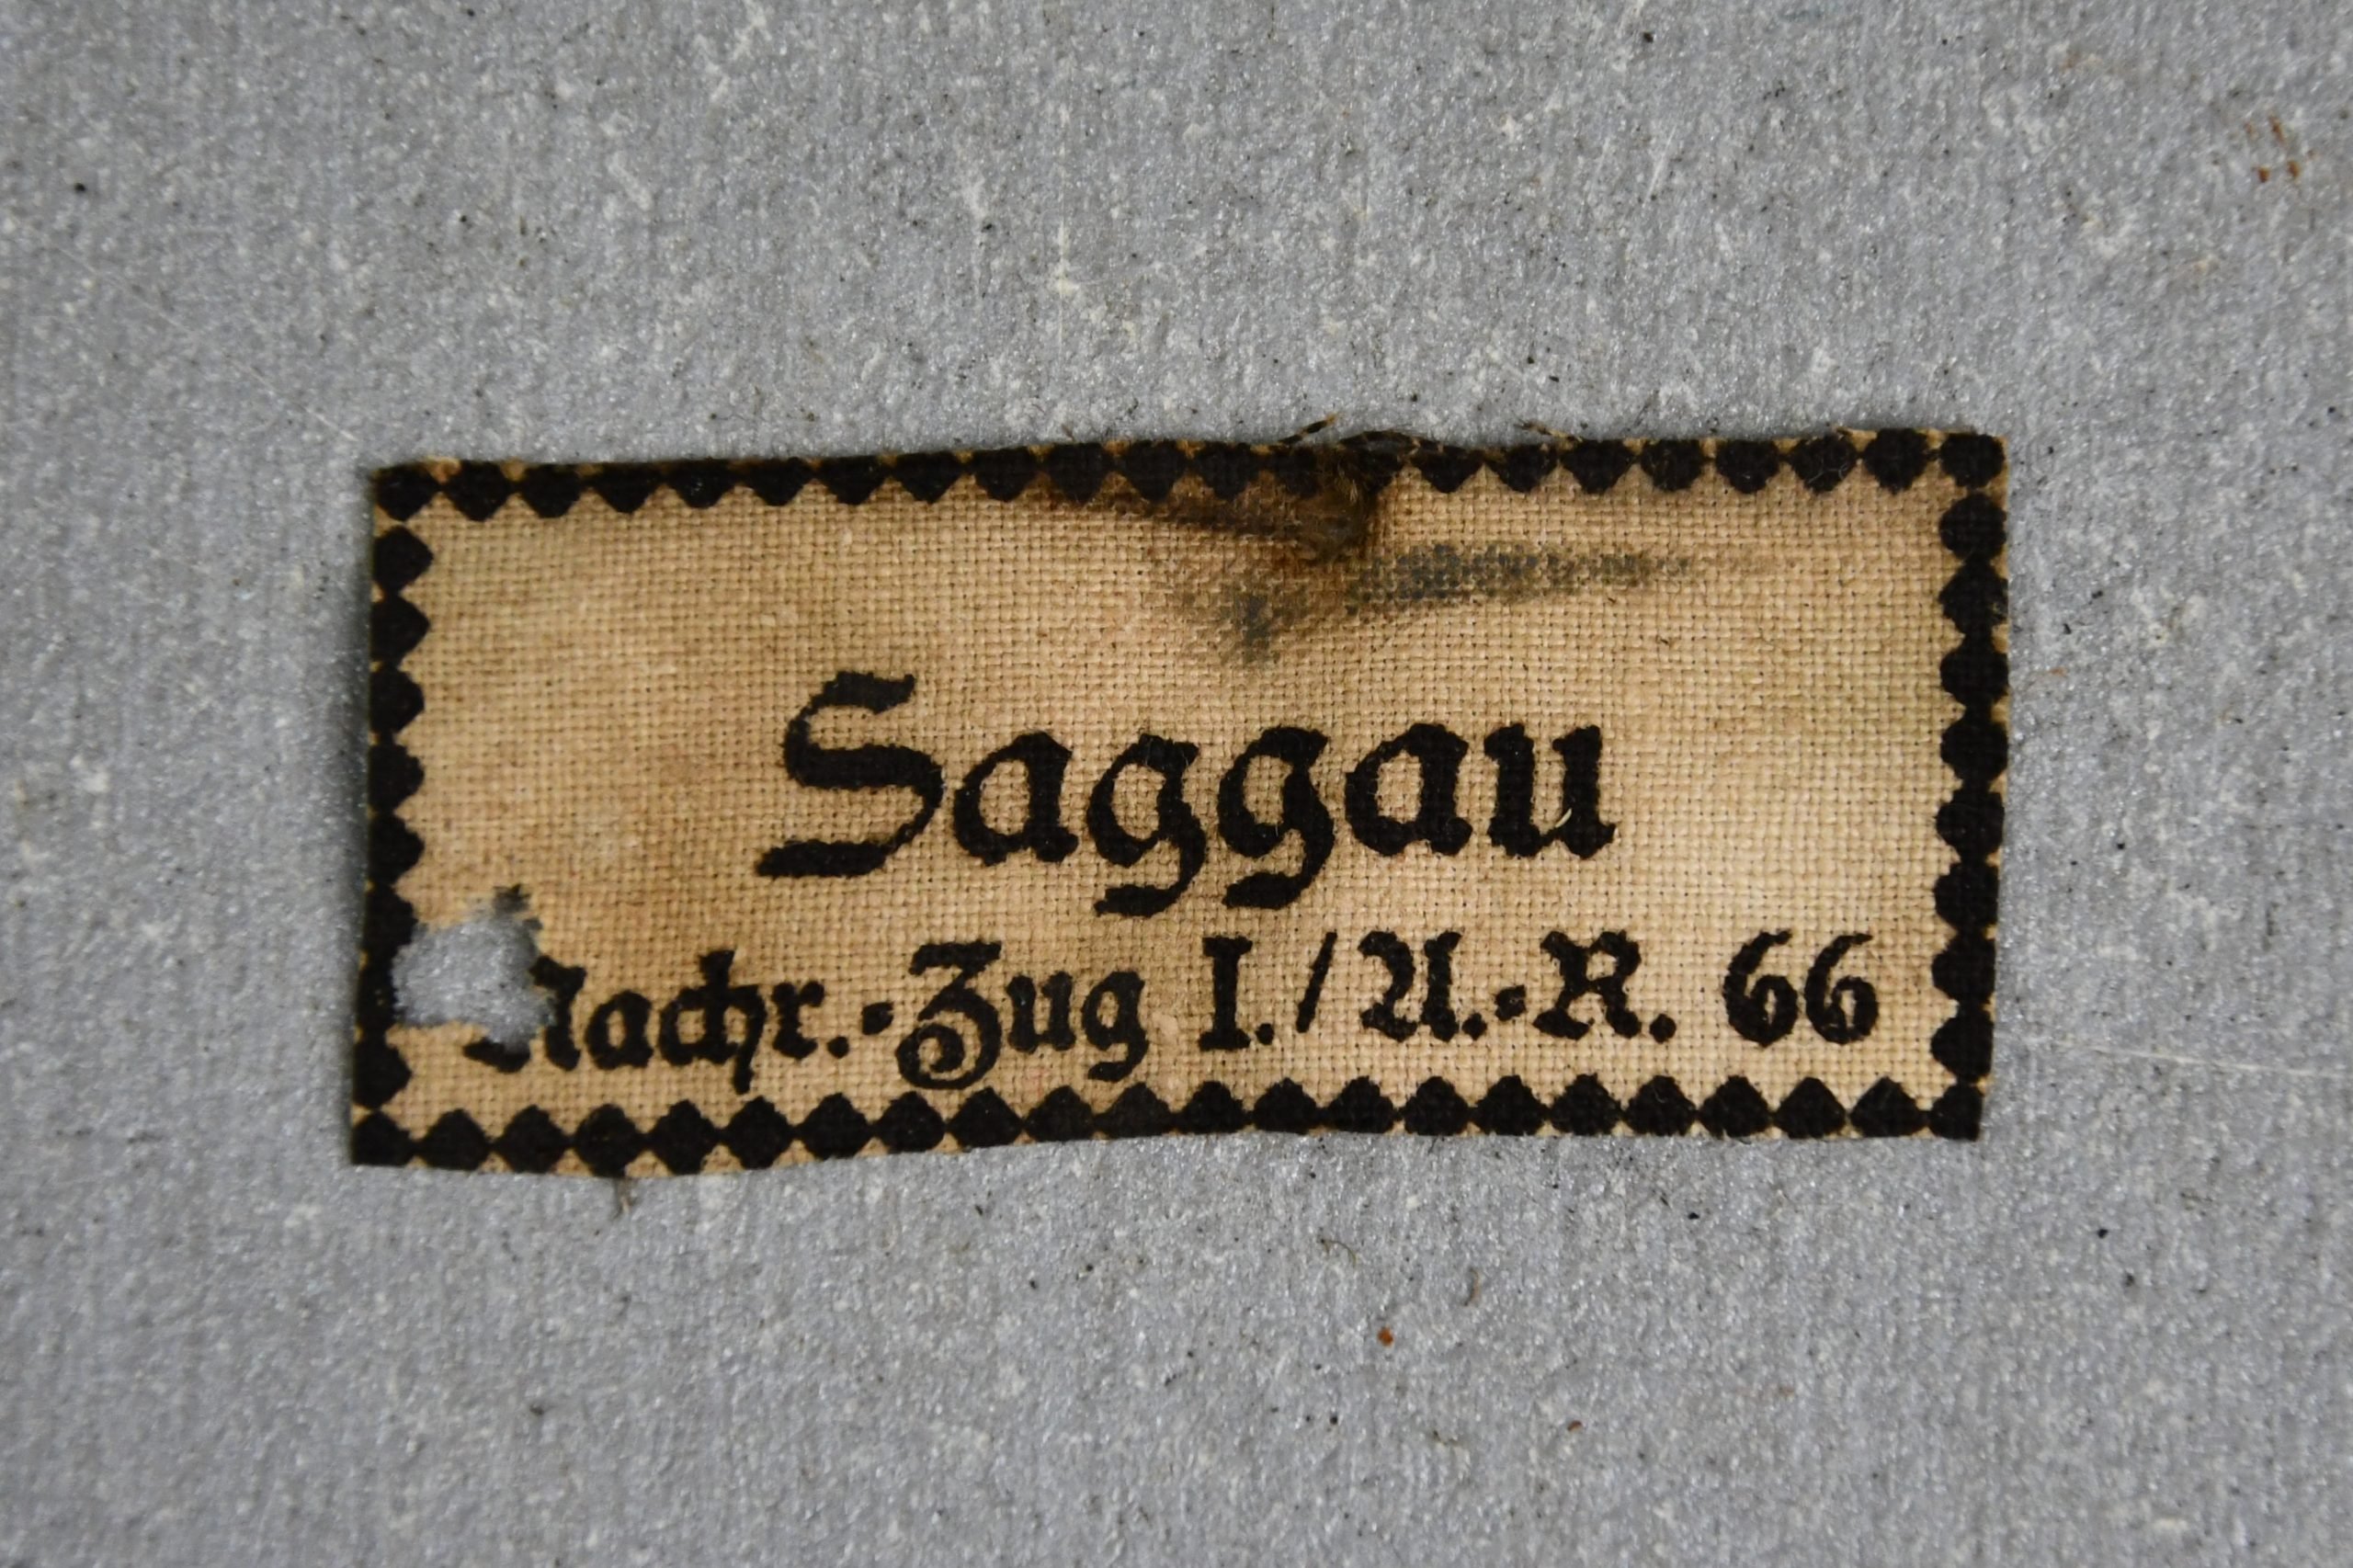 Saggau
Nachr.-Zug I./A.-R. 66